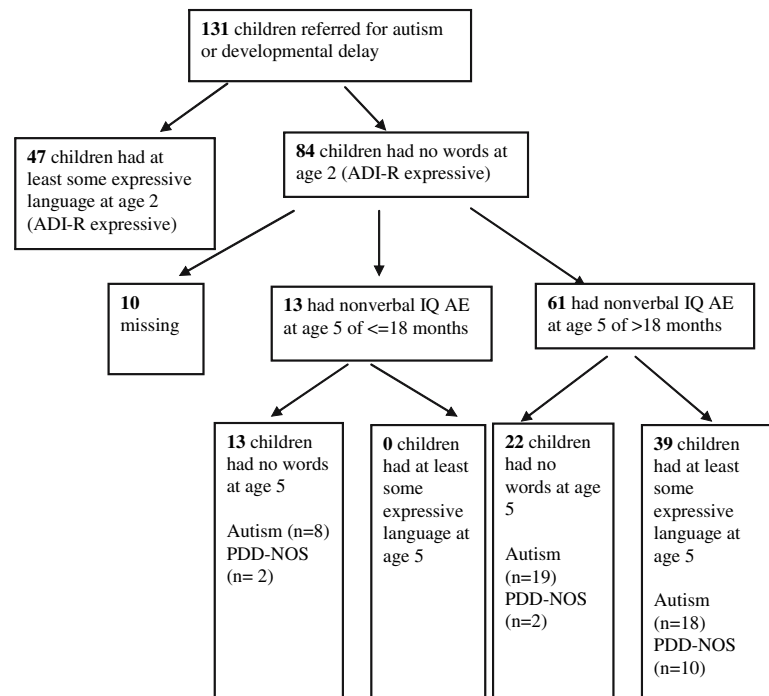 131 children referred for autism
or developmental delay
47 children had at
least some expressive
language at age 2
(ADI-R expressive)
84 children had no words at
age 2 (ADI-R expressive)
10
missing
13 had nonverbal IQ AE
at age 5 of <=18 months
61 had nonverbal IQ AE
at age 5 of >18 months
13 children
had no words
at age 5
Autism (n=8)
PDD-NOS
(n= 2)
0 children
had at least
some
expressive
language at
age 5
22 children
had no
words at age
5
Autism
(n=19)
PDD-NOS
(n=2)
39 children
had at least
some
expressive
language at
age 5
Autism
(n=18)
PDD-NOS
(n=10)